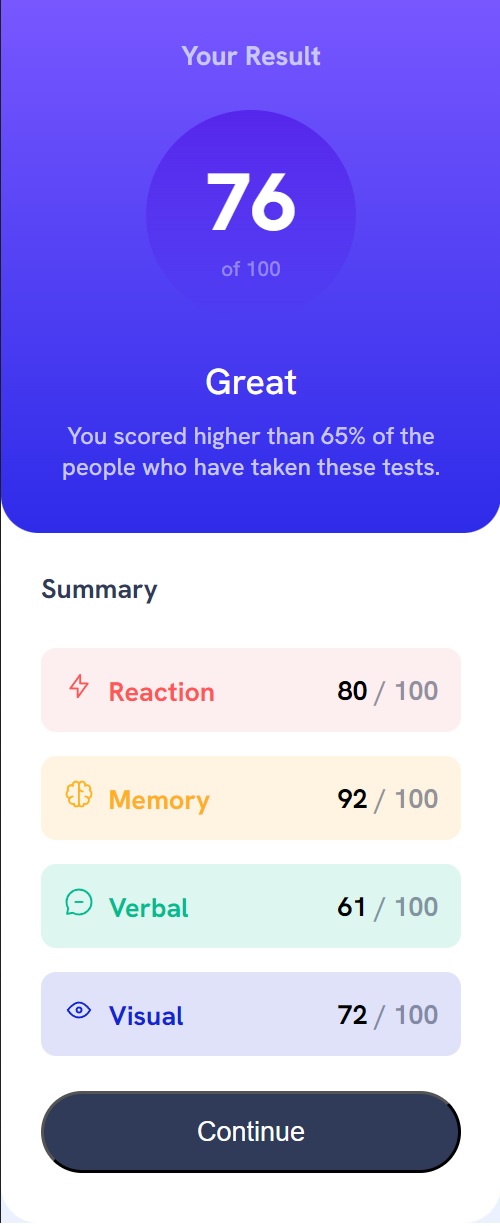 Your Result
76
of 100
Great
You scored higher than 65% of the
people who have taken these tests.
Summary
Reaction 80 / 100
Memory 92 / 100
Verbal 61 / 100
Visual 72 / 100
Continue